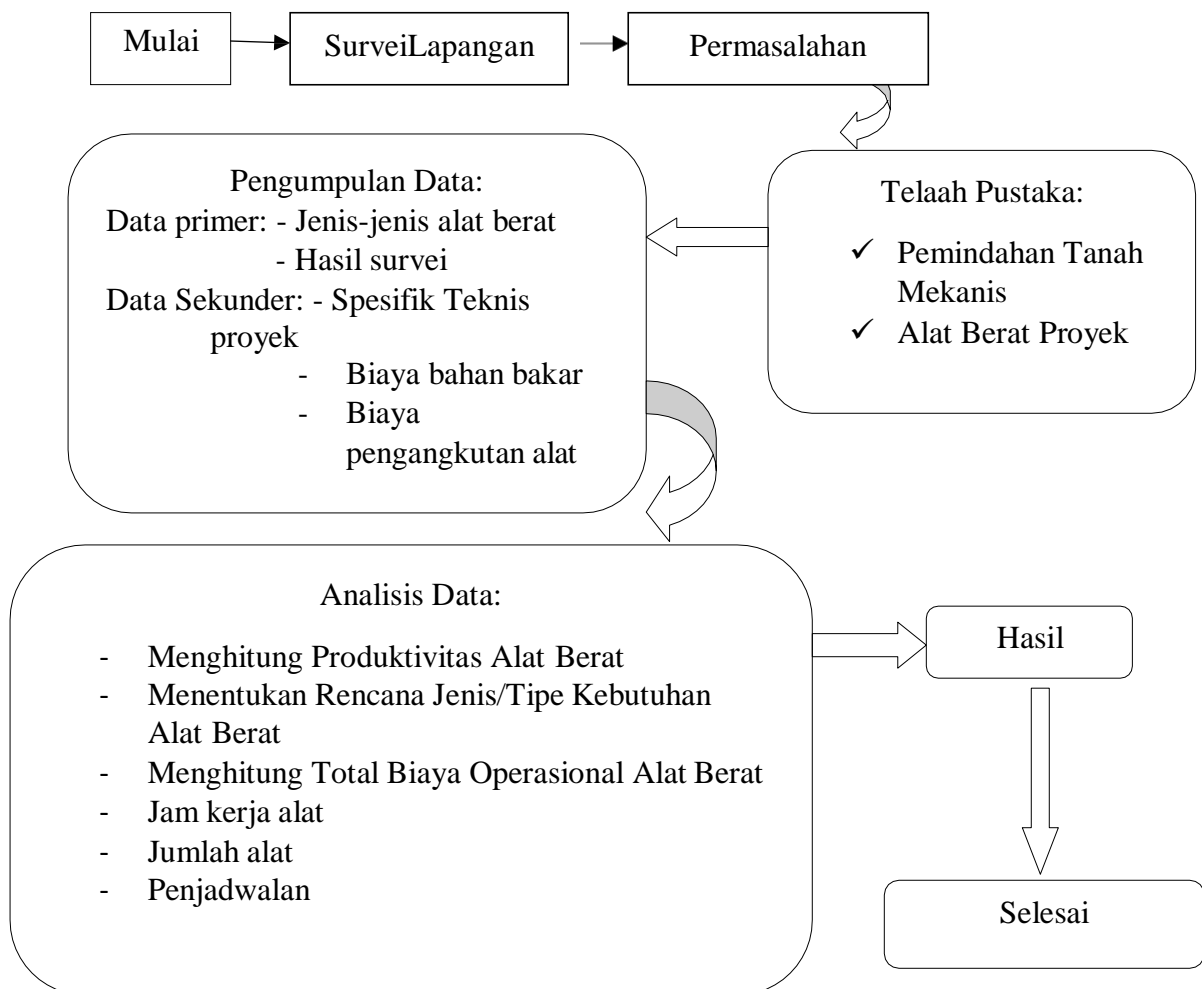 Mulai
SurveiLapangan
Permasalahan
Telaah Pustaka:
✓ Pemindahan Tanah
Mekanis
✓ Alat Berat Proyek
Pengumpulan Data:
Data primer: - Jenis-jenis alat berat
- Hasil survei
Data Sekunder: - Spesifik Teknis
proyek
- Biaya bahan bakar
- Biaya
pengangkutan alat
Analisis Data:
- Menghitung Produktivitas Alat Berat
- Menentukan Rencana Jenis/Tipe Kebutuhan
Alat Berat
- Menghitung Total Biaya Operasional Alat Berat
- Jam kerja alat
- Jumlah alat
- Penjadwalan
Hasil
Selesai